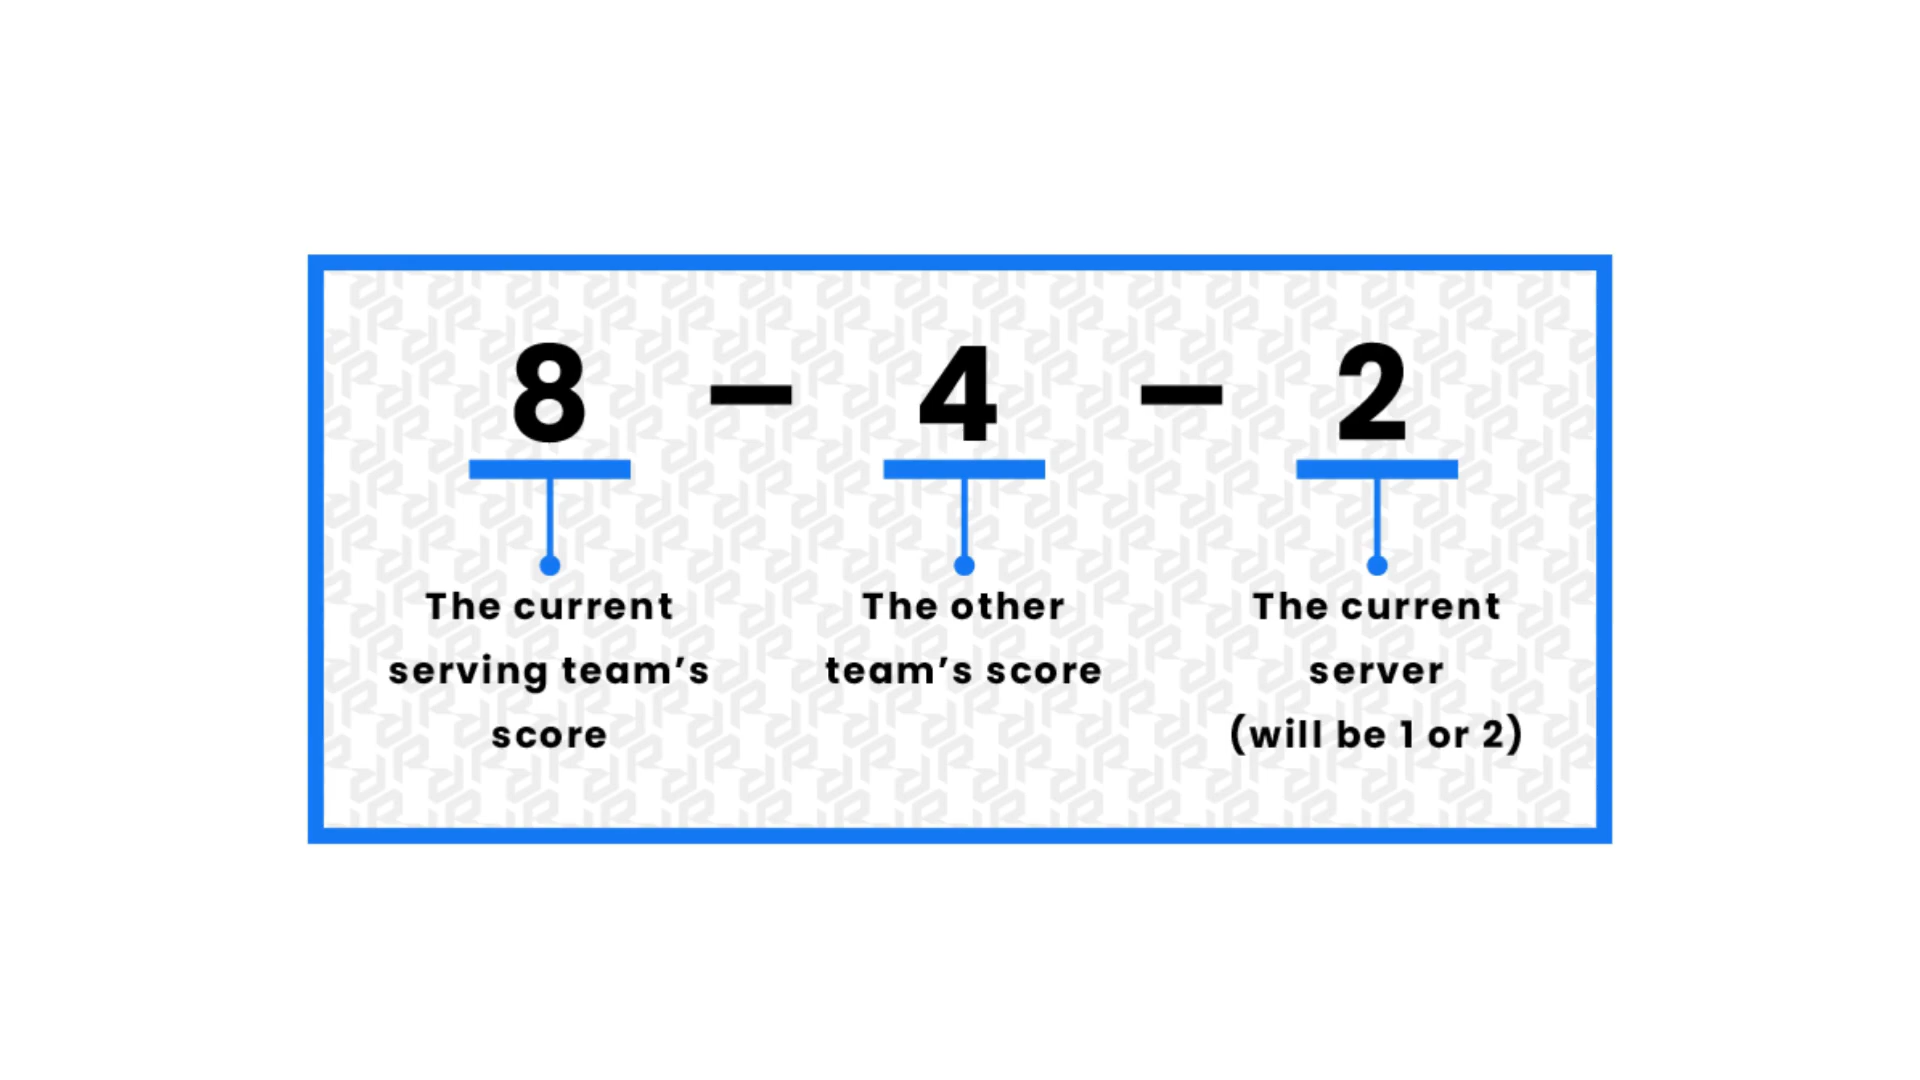 8 – 4 – 2
The current
serving team’s
score
The other
team’s score
The current
server
(will be 1 or 2)